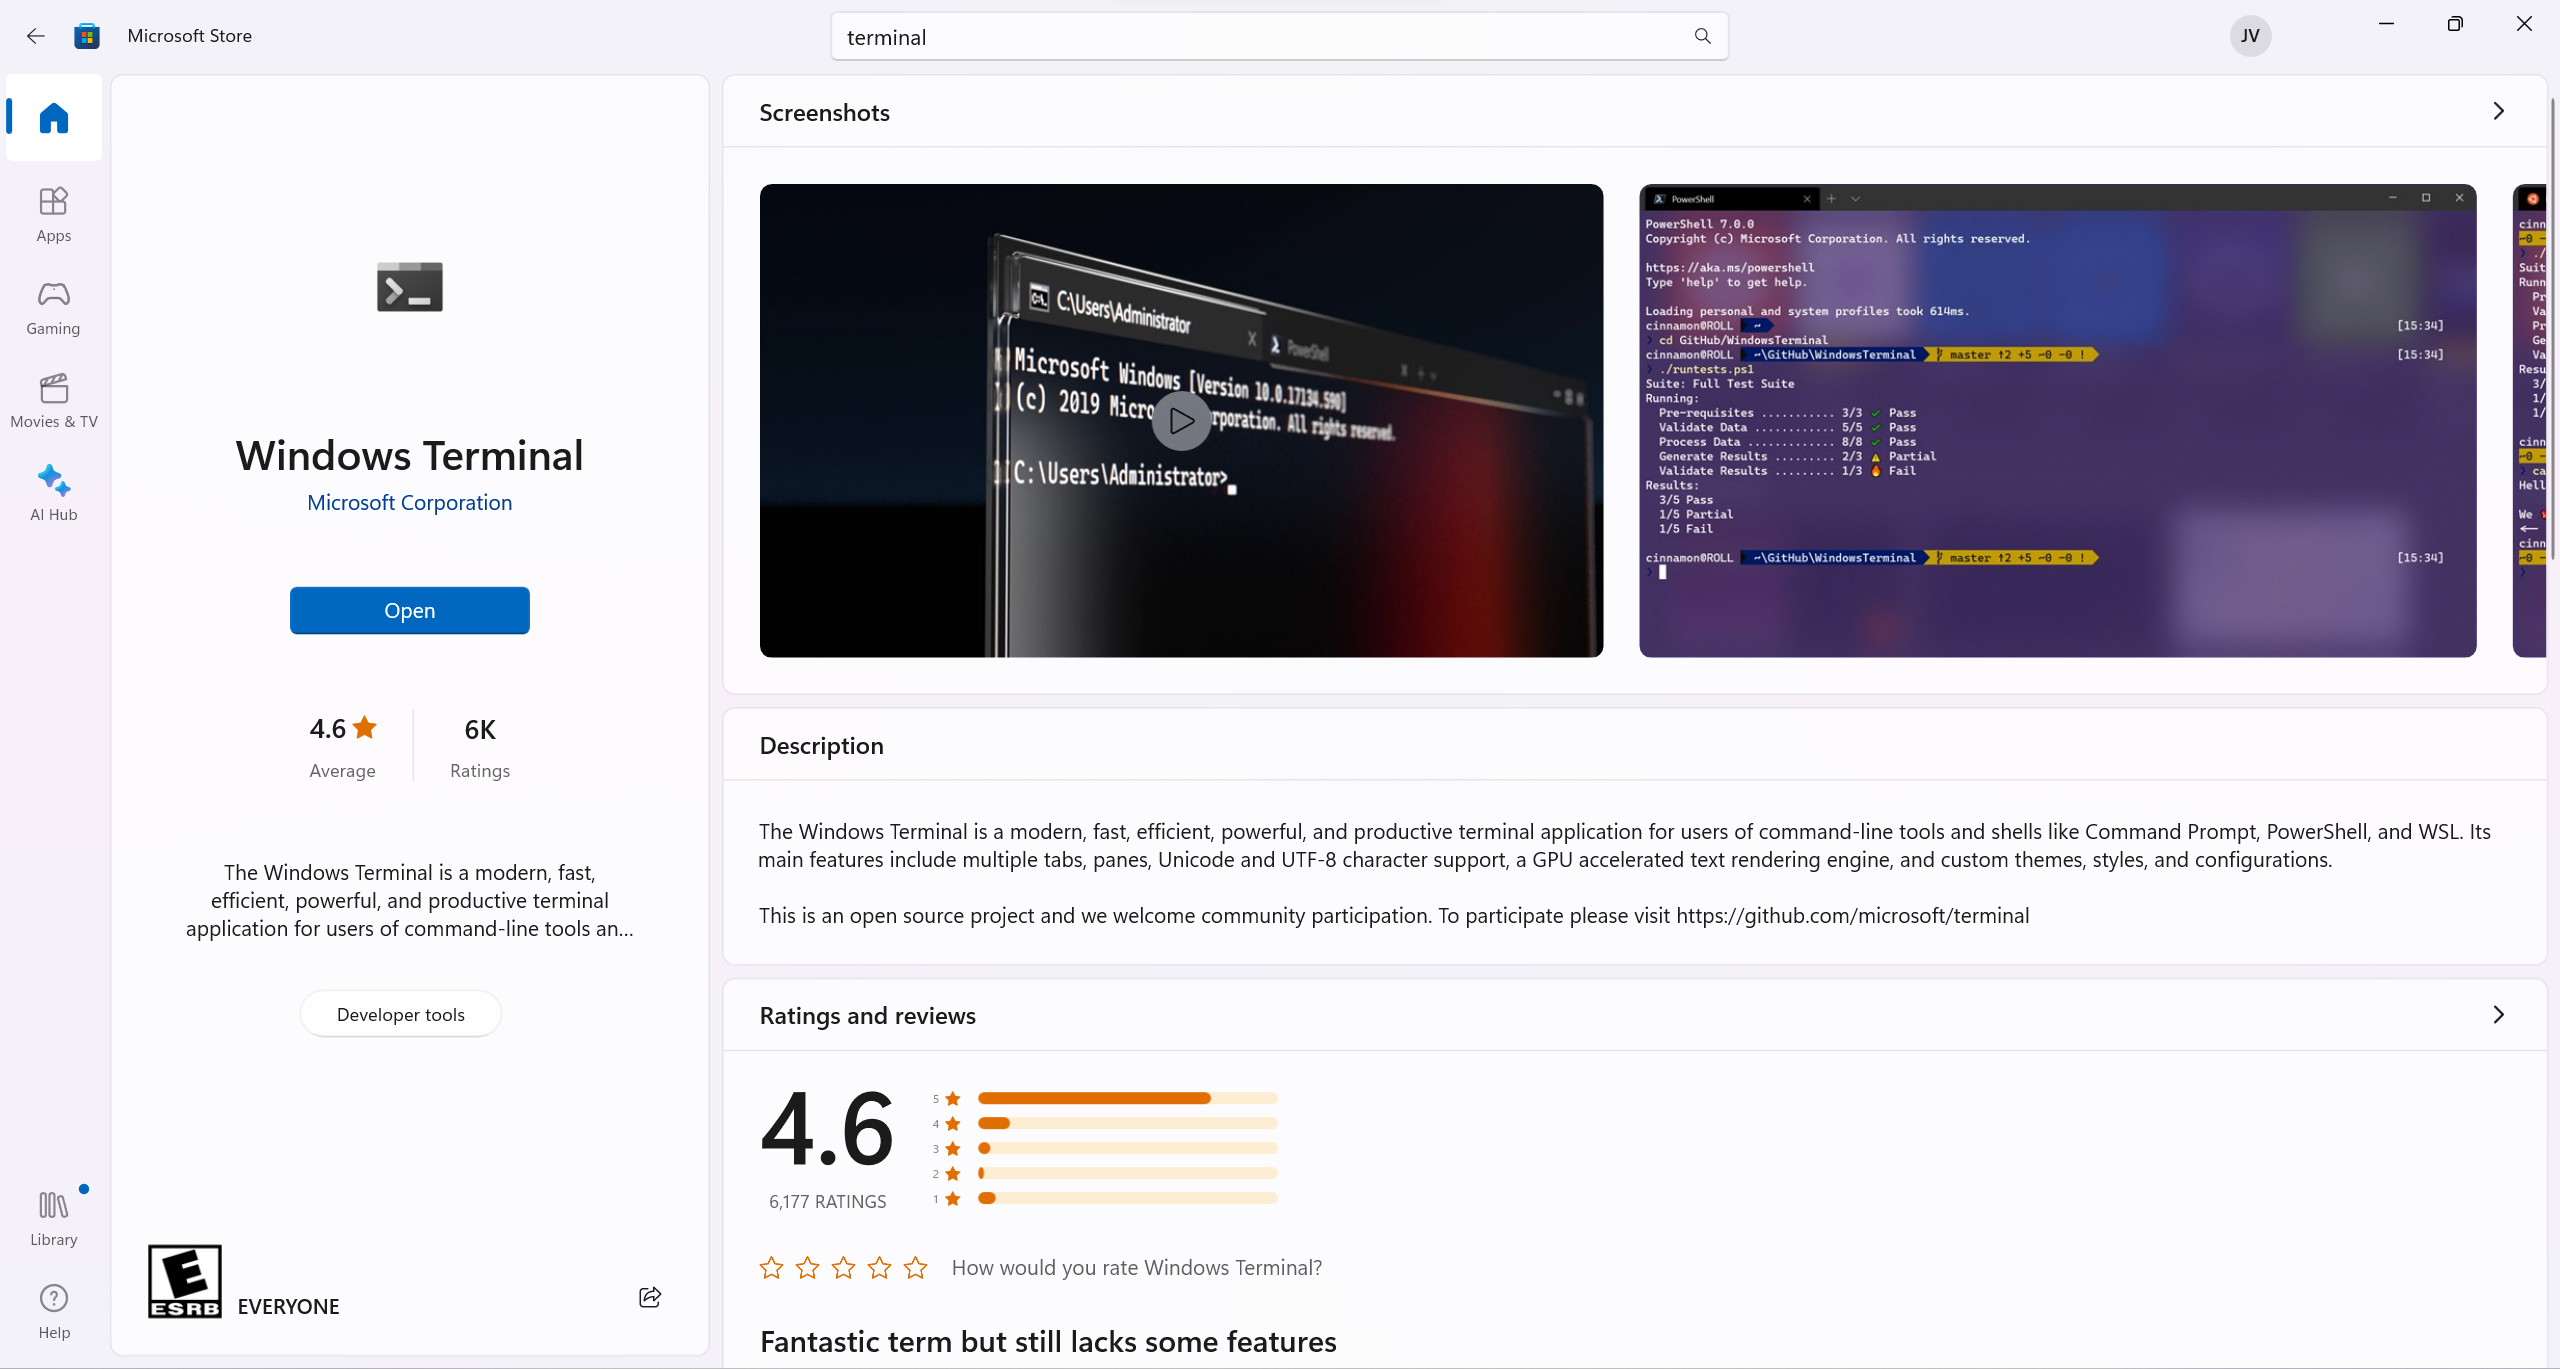 Microsoft Store
terminal
JV
Apps
Gaming
Movies & TV
AI Hub
Library
Help
Windows Terminal
Microsoft Corporation
Open
4.6
Average
6K
Ratings
The Windows Terminal is a modern, fast,
efficient, powerful, and productive terminal
application for users of command-line tools an...
Developer tools
ESRB
EVERYONE
Screenshots
C:\Users\Administrator
PowerShell
Microsoft Windows [Version 10.0.17134.590]
(c) 2019 Micro poration. All rights reserved.
C:\Users\Administrator>
PowerShell
PowerShell 7.0.0
Copyright (c) Microsoft Corporation. All rights reserved.
https://aka.ms/powershell
Type 'help' to get help.
Loading personal and system profiles took 614ms.
cinnamon@ROLL ~ [15:34]
❯ cd GitHub/WindowsTerminal
cinnamon@ROLL ~\GitHub\WindowsTerminal master ↑2 +5 ~0 -0 ! [15:34]
❯ ./runtests.ps1
Suite: Full Test Suite
Running:
Pre-requisites ........... 3/3 ✔ Pass
Validate Data ............ 5/5 ✔ Pass
Process Data ............. 8/8 ✔ Pass
Generate Results ......... 2/3 ⚠ Partial
Validate Results ......... 1/3 🔥 Fail
Results:
3/5 Pass
1/5 Partial
1/5 Fail
cinnamon@ROLL ~\GitHub\WindowsTerminal master ↑2 +5 ~0 -0 ! [15:34]
❯
Description
The Windows Terminal is a modern, fast, efficient, powerful, and productive terminal application for users of command-line tools and shells like Command Prompt, PowerShell, and WSL. Its
main features include multiple tabs, panes, Unicode and UTF-8 character support, a GPU accelerated text rendering engine, and custom themes, styles, and configurations.
This is an open source project and we welcome community participation. To participate please visit https://github.com/microsoft/terminal
Ratings and reviews
4.6
6,177 RATINGS
5
4
3
2
1
How would you rate Windows Terminal?
Fantastic term but still lacks some features